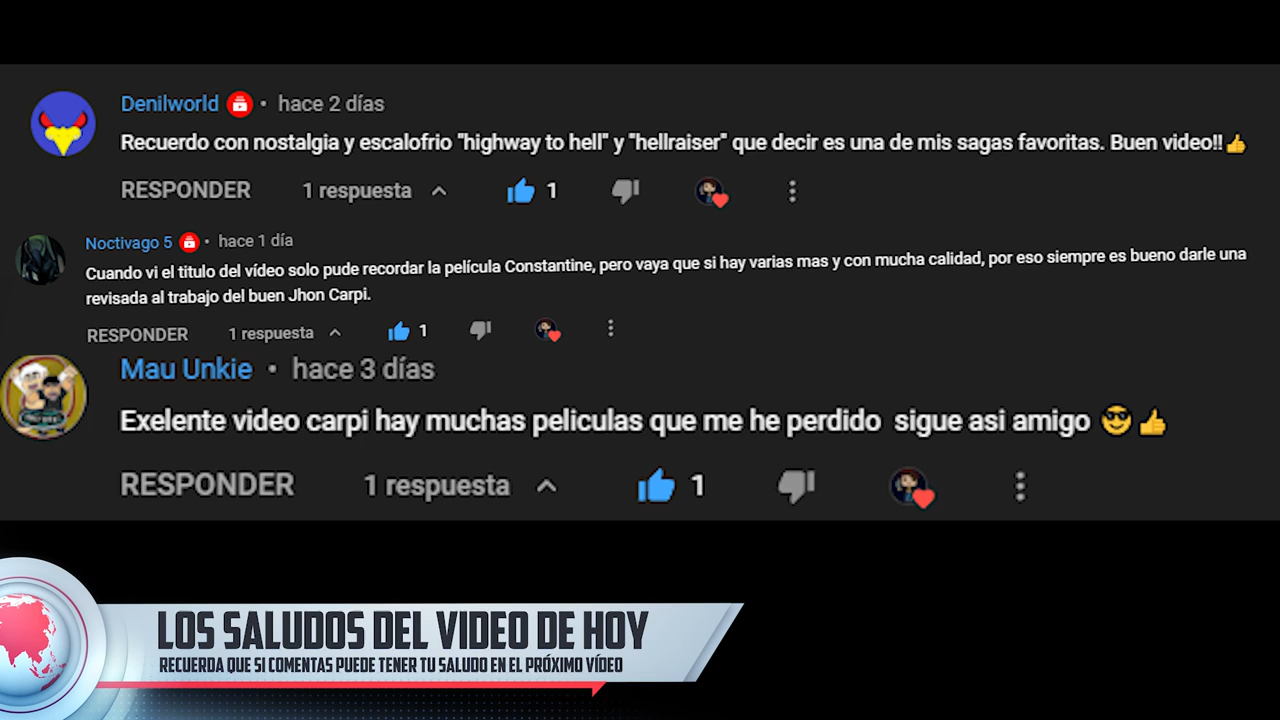 Denilworld • hace 2 días
Recuerdo con nostalgia y escalofrio "highway to hell" y "hellraiser" que decir es una de mis sagas favoritas. Buen video!!👍
RESPONDER 1 respuesta 1
Noctivago 5 • hace 1 día
Cuando vi el titulo del vídeo solo pude recordar la película Constantine, pero vaya que si hay varias mas y con mucha calidad, por eso siempre es bueno darle una
revisada al trabajo del buen Jhon Carpi.
RESPONDER 1 respuesta 1
Mau Unkie • hace 3 días
Exelente video carpi hay muchas peliculas que me he perdido sigue asi amigo 😎👍
RESPONDER 1 respuesta 1
LOS SALUDOS DEL VIDEO DE HOY
RECUERDA QUE SI COMENTAS PUEDE TENER TU SALUDO EN EL PRÓXIMO VÍDEO